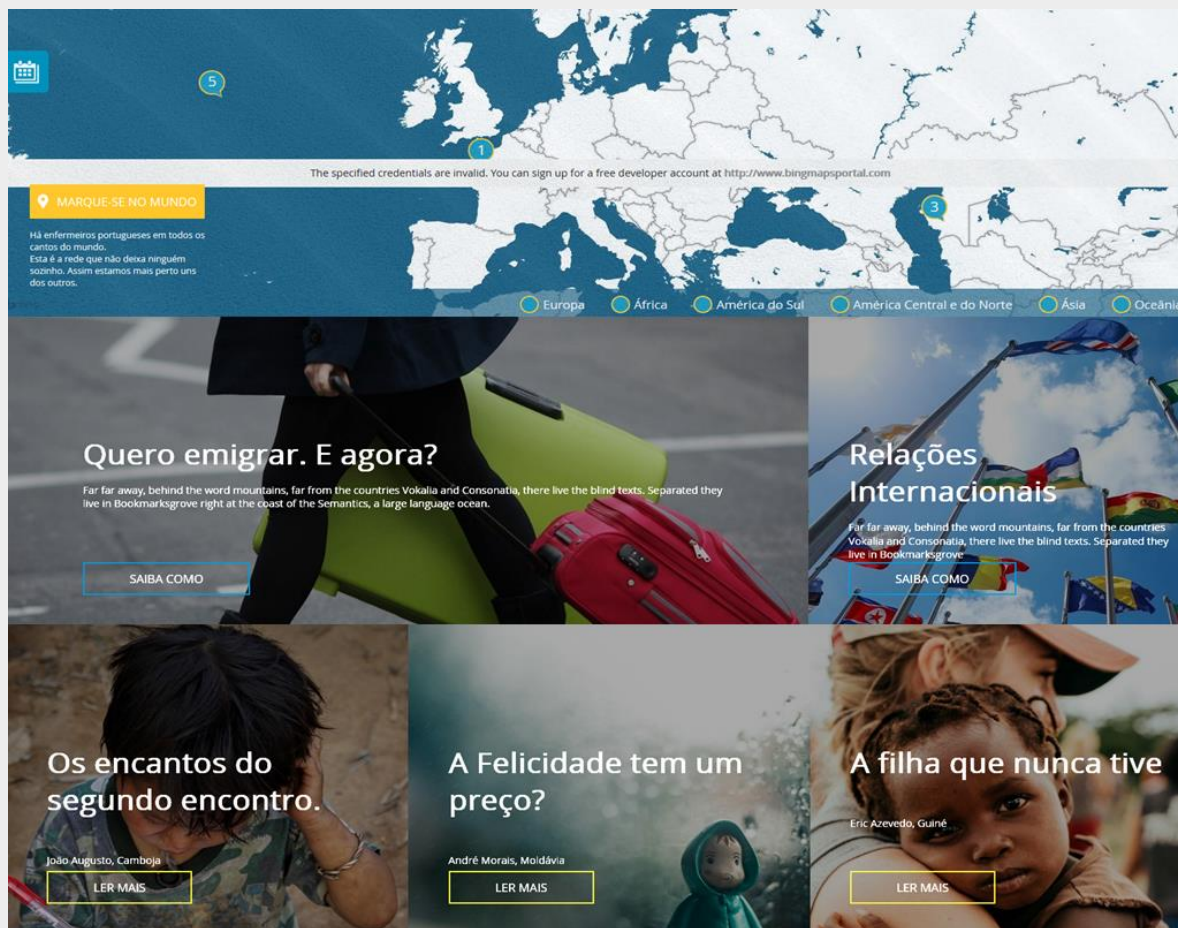 5
1
The specified credentials are invalid. You can sign up for a free developer account at http://www.bingmapsportal.com
MARQUE-SE NO MUNDO
3
Há enfermeiros portugueses em todos os
cantos do mundo.
Esta é a rede que não deixa ninguém
sozinho. Assim estamos mais perto uns
dos outros.
Europa
África
América do Sul
América Central e do Norte
Ásia
Oceânia
Quero emigrar. E agora?
Far far away, behind the word mountains, far from the countries Vokalia and Consonatia, there live the blind texts. Separated they
live in Bookmarksgrove right at the coast of the Semantics, a large language ocean.
SAIBA COMO
Relações
Internacionais
Far far away, behind the word mountains, far from the countries
Vokalia and Consonatia, there live the blind texts. Separated they
live in Bookmarksgrove
SAIBA COMO
Os encantos do
segundo encontro.
João Augusto, Camboja
LER MAIS
A Felicidade tem um
preço?
André Morais, Moldávia
LER MAIS
A filha que nunca tive
Eric Azevedo, Guiné
LER MAIS